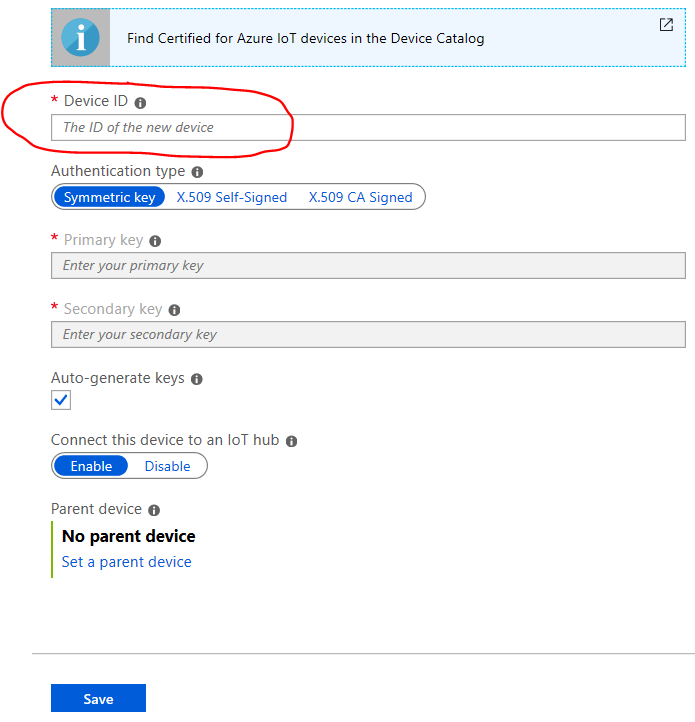 Find Certified for Azure IoT devices in the Device Catalog
* Device ID
The ID of the new device
Authentication type
Symmetric key X.509 Self-Signed X.509 CA Signed
* Primary key
Enter your primary key
* Secondary key
Enter your secondary key
Auto-generate keys
Connect this device to an IoT hub
Enable Disable
Parent device
No parent device
Set a parent device
Save